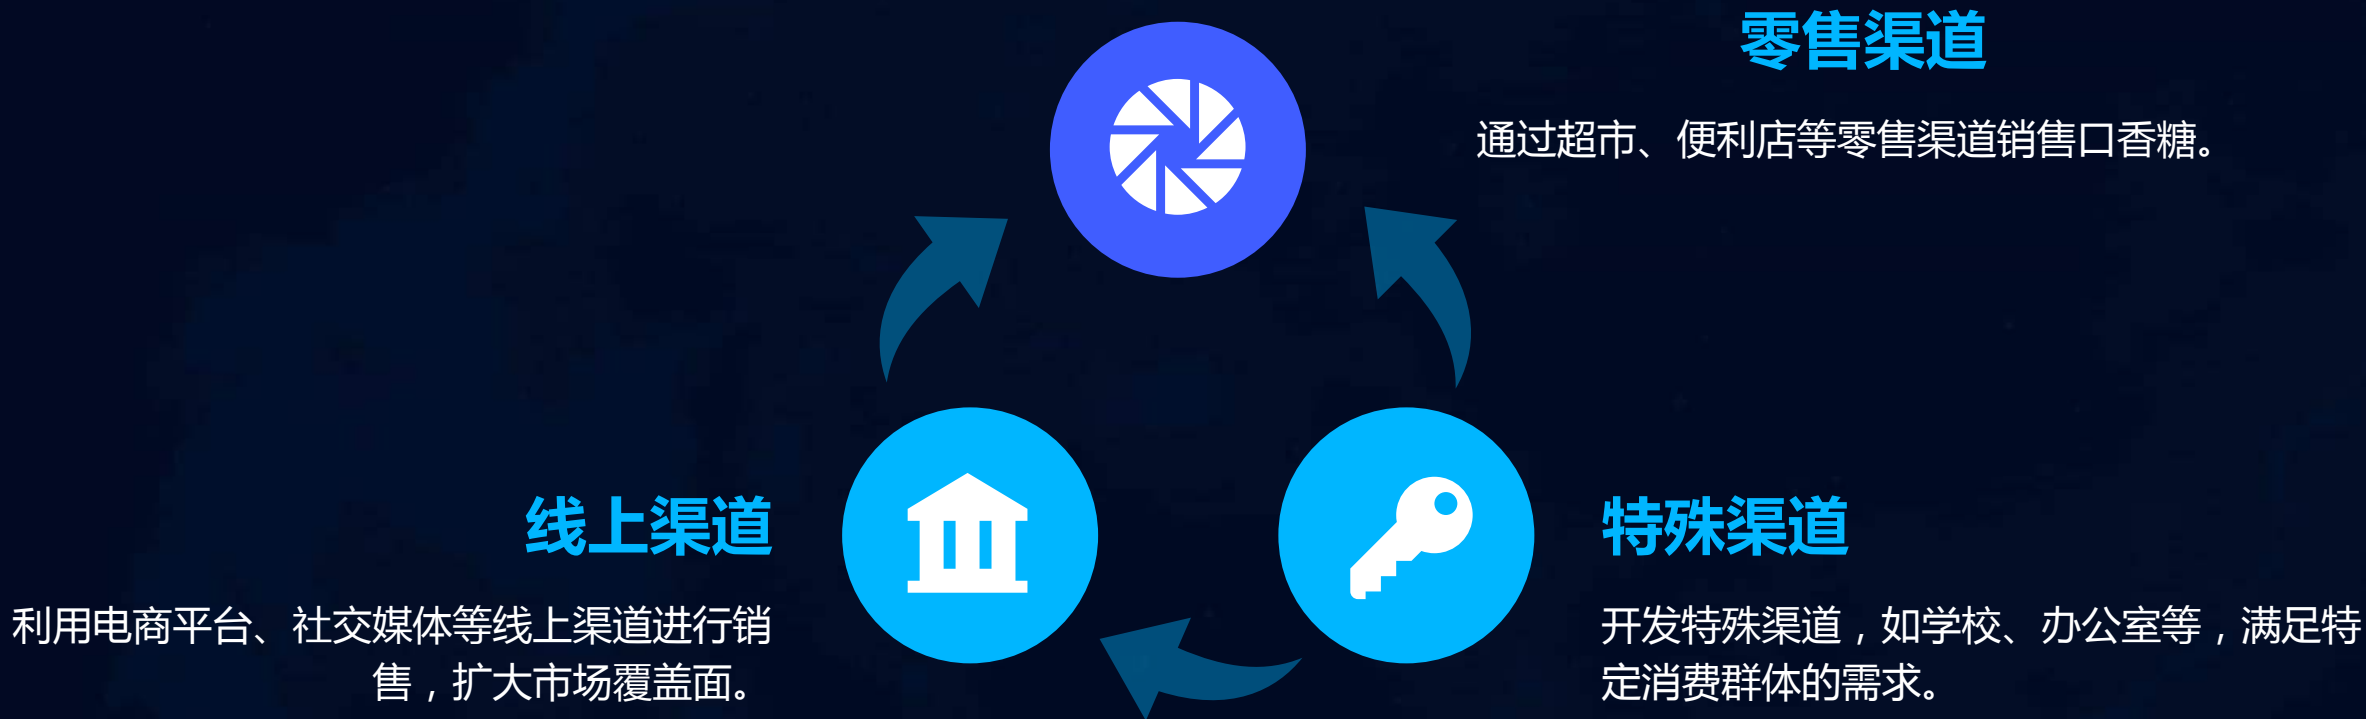 零售渠道
通过超市、便利店等零售渠道销售口香糖。
线上渠道
利用电商平台、社交媒体等线上渠道进行销
售，扩大市场覆盖面。
特殊渠道
开发特殊渠道，如学校、办公室等，满足特
定消费群体的需求。